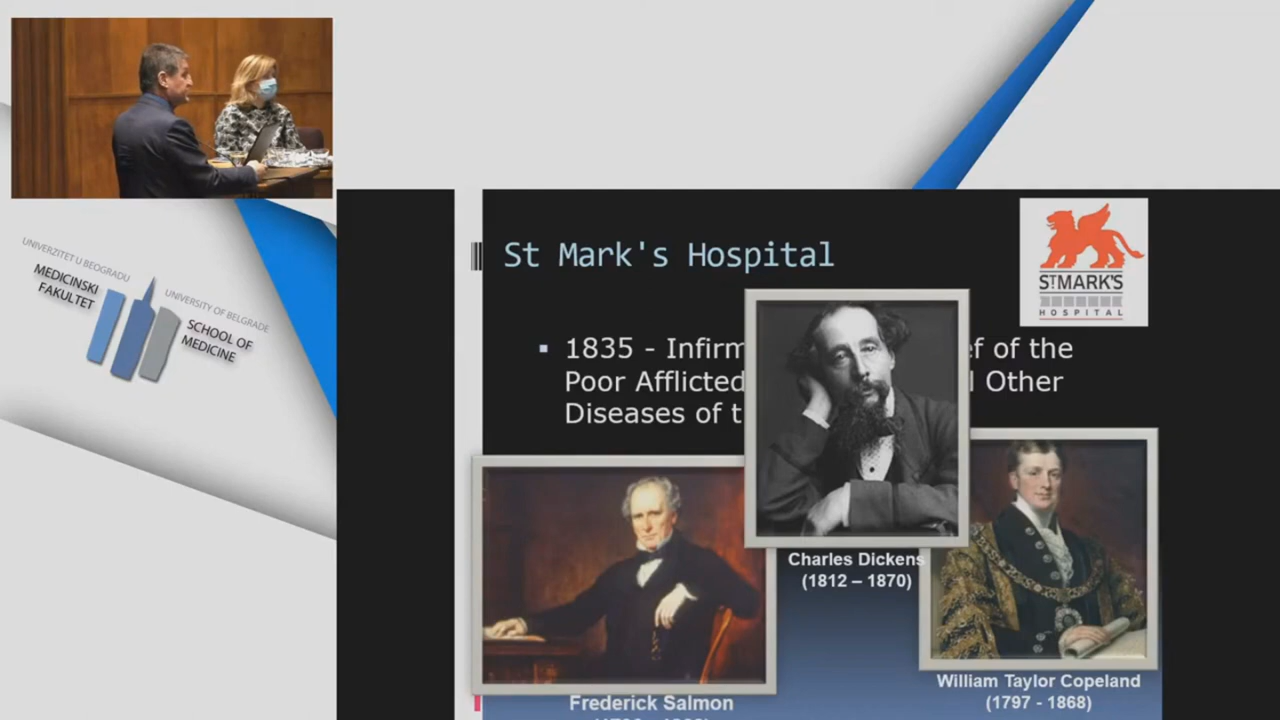 UNIVERZITET U BEOGRADU
MEDICINSKI
FAKULTET
UNIVERSITY OF BELGRADE
SCHOOL OF
MEDICINE
St Mark's Hospital
ST MARK'S
HOSPITAL
1835 - Infirm ef of the
Poor Afflicted Other
Diseases of t
Charles Dickens
(1812 – 1870)
William Taylor Copeland
(1797 - 1868)
Frederick Salmon